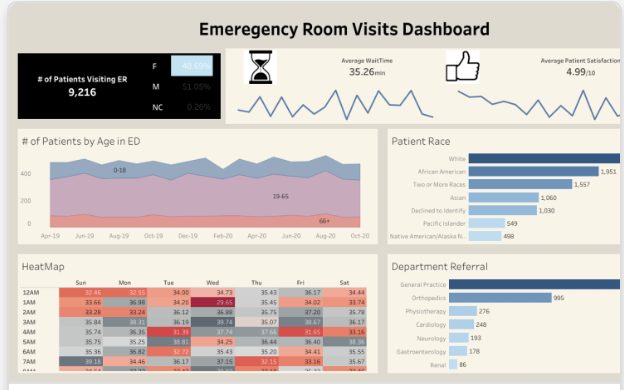 Emeregency Room Visits Dashboard
# of Patients Visiting ER
9,216
F 48.69%
M 51.05%
NC 0.26%
Average WaitTime
35.26min
Average Patient Satisfaction
4.99/10
# of Patients by Age in ED
400
200
0
0-18
19-65
66+
Apr-19 Jun-19 Aug-19 Oct-19 Dec-19 Feb-20 Apr-20 Jun-20 Aug-20 Oct-20
Patient Race
White
African American 1,951
Two or More Races 1,557
Asian 1,060
Declined to Identify 1,030
Pacific Islander 549
Native American/Alaska N... 498
HeatMap
Sun Mon Tue Wed Thu Fri Sat
12AM 32.46 32.55 34.00 34.73 35.43 36.17 34.44
1AM 33.66 36.98 34.20 29.65 35.45 34.02 33.74
2AM 33.28 33.24 36.12 36.88 35.75 37.20 35.78
3AM 35.84 38.31 36.19 39.74 35.07 38.67 36.17
4AM 35.74 36.35 31.39 37.74 37.66 31.65 33.16
5AM 35.75 35.25 38.81 34.25 36.44 36.40 38.36
6AM 35.36 36.82 32.72 35.43 35.20 34.41 35.55
7AM 39.18 34.46 36.17 37.15 32.15 33.16 35.67
Department Referral
General Practice
Orthopedics 995
Physiotherapy 276
Cardiology 248
Neurology 193
Gastroenterology 178
Renal 86